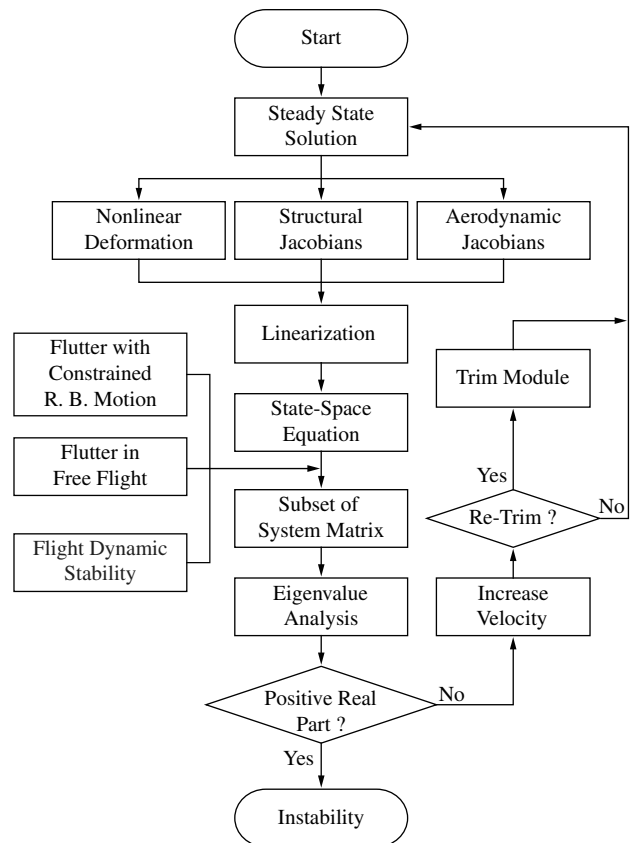 Start
Steady State
Solution
Nonlinear
Deformation
Structural
Jacobians
Aerodynamic
Jacobians
Linearization
Flutter with
Constrained
R. B. Motion
Trim Module
State-Space
Equation
Flutter in
Free Flight
Yes
No
Re-Trim ?
Subset of
System Matrix
Flight Dynamic
Stability
Eigenvalue
Analysis
Increase
Velocity
Positive Real
Part ?
No
Yes
Instability